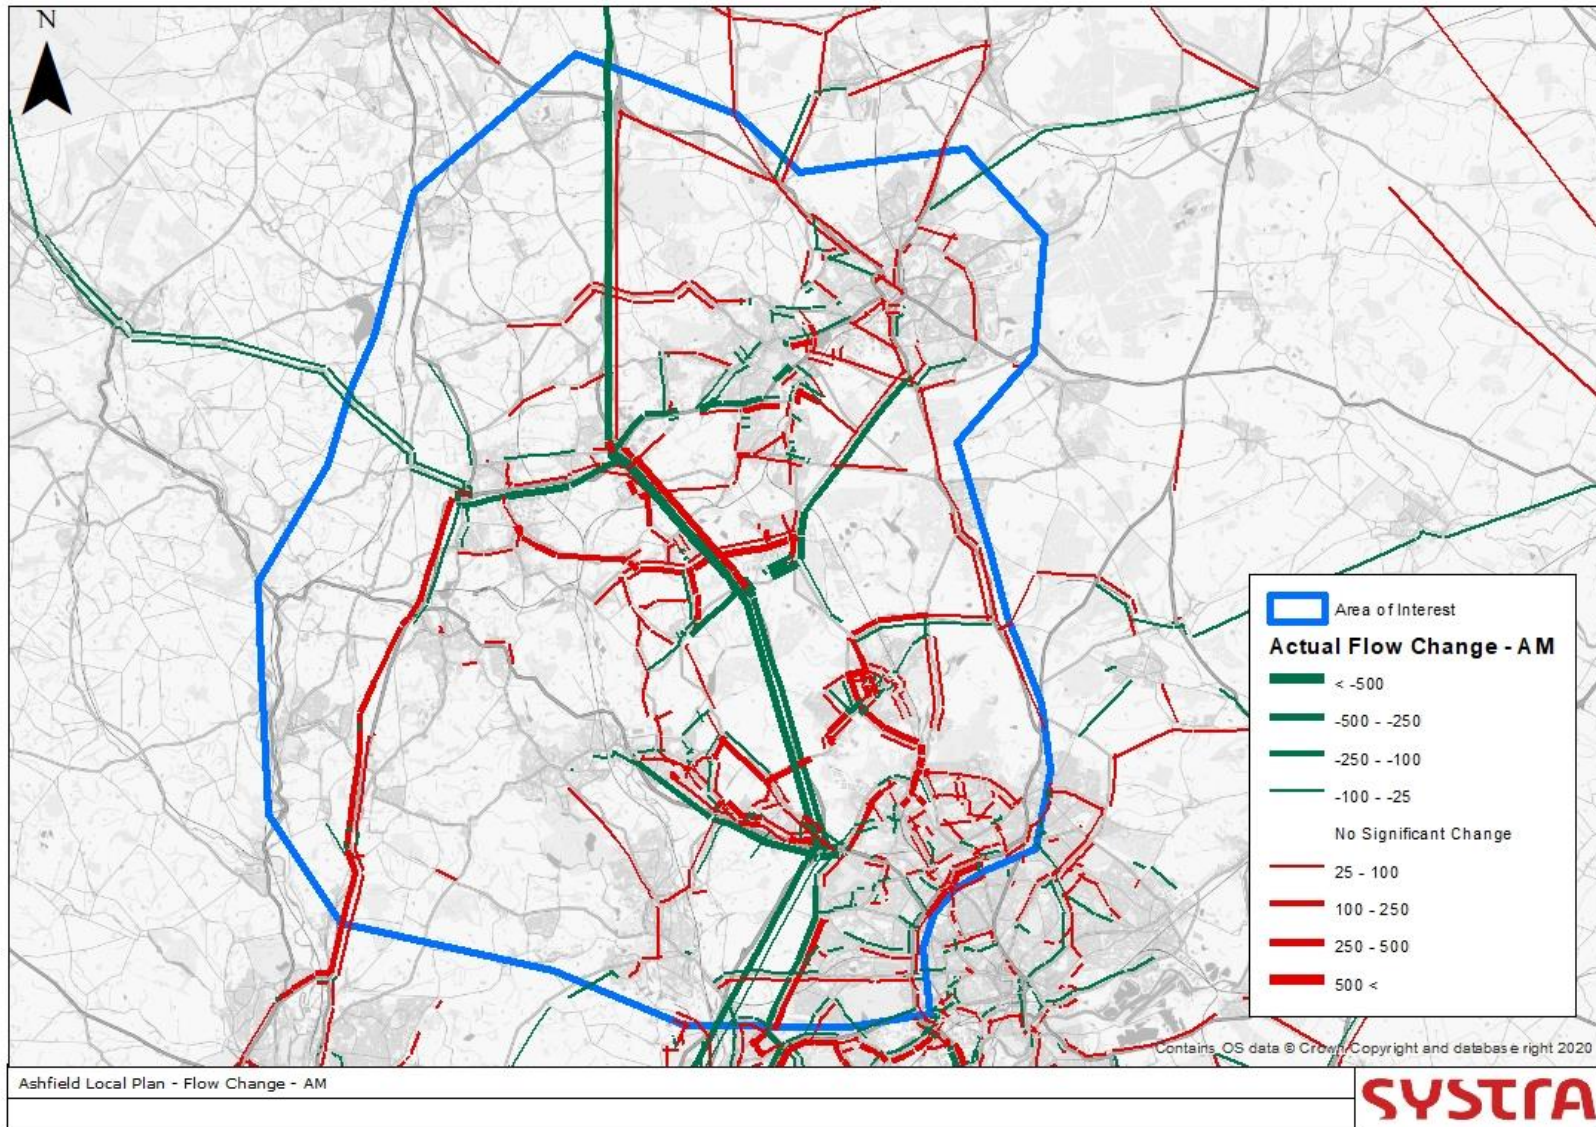 N
Area of Interest
Actual Flow Change - AM
< -500
-500 - -250
-250 - -100
-100 - -25
No Significant Change
25 - 100
100 - 250
250 - 500
500 <
Contains OS data © Crown Copyright and database right 2020
Ashfield Local Plan - Flow Change - AM
SYSTRA